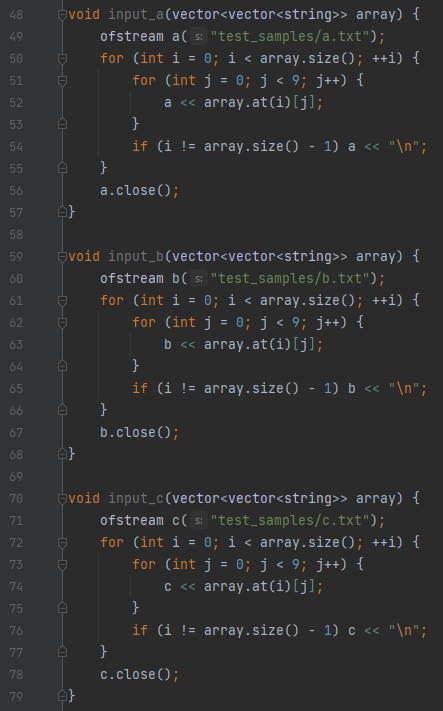 48 void input_a(vector<vector<string>> array) {
49     ofstream a( s: "test_samples/a.txt");
50     for (int i = 0; i < array.size(); ++i) {
51         for (int j = 0; j < 9; j++) {
52             a << array.at(i)[j];
53         }
54         if (i != array.size() - 1) a << "\n";
55     }
56     a.close();
57 }
58
59 void input_b(vector<vector<string>> array) {
60     ofstream b( s: "test_samples/b.txt");
61     for (int i = 0; i < array.size(); ++i) {
62         for (int j = 0; j < 9; j++) {
63             b << array.at(i)[j];
64         }
65         if (i != array.size() - 1) b << "\n";
66     }
67     b.close();
68 }
69
70 void input_c(vector<vector<string>> array) {
71     ofstream c( s: "test_samples/c.txt");
72     for (int i = 0; i < array.size(); ++i) {
73         for (int j = 0; j < 9; j++) {
74             c << array.at(i)[j];
75         }
76         if (i != array.size() - 1) c << "\n";
77     }
78     c.close();
79 }